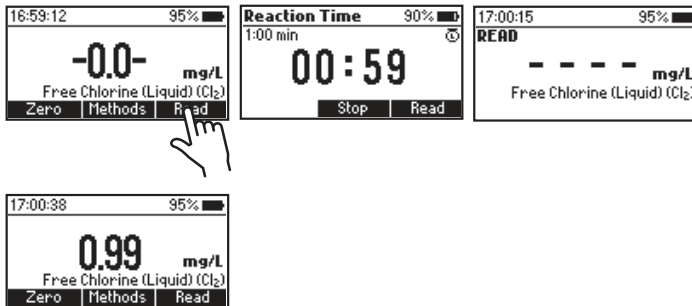 16:59:12 95%
-0.0- mg/L
Free Chlorine (Liquid) (Cl₂)
Zero Methods Read
Reaction Time 90%
1:00 min
00:59
Stop Read
17:00:15 95%
READ
---- mg/L
Free Chlorine (Liquid) (Cl₂)
17:00:38 95%
0.99 mg/L
Free Chlorine (Liquid) (Cl₂)
Zero Methods Read